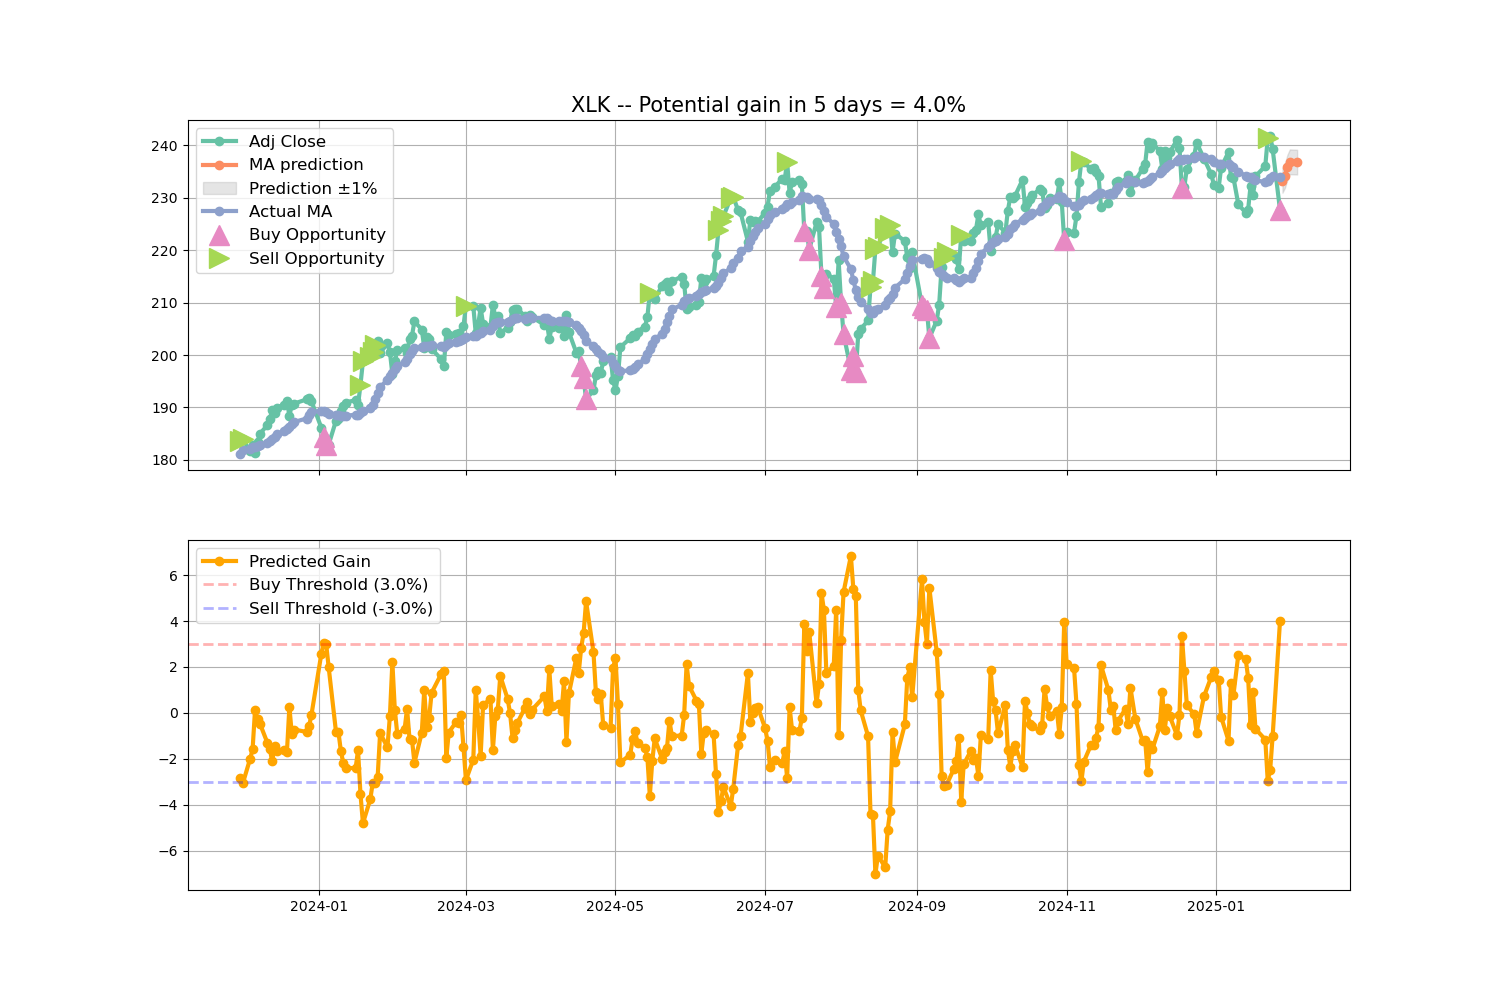 XLK -- Potential gain in 5 days = 4.0%
Adj Close
MA prediction
Prediction ±1%
Actual MA
Buy Opportunity
Sell Opportunity
240
230
220
210
200
190
180
Predicted Gain
Buy Threshold (3.0%)
Sell Threshold (-3.0%)
6
4
2
0
−2
−4
−6
2024-01 2024-03 2024-05 2024-07 2024-09 2024-11 2025-01